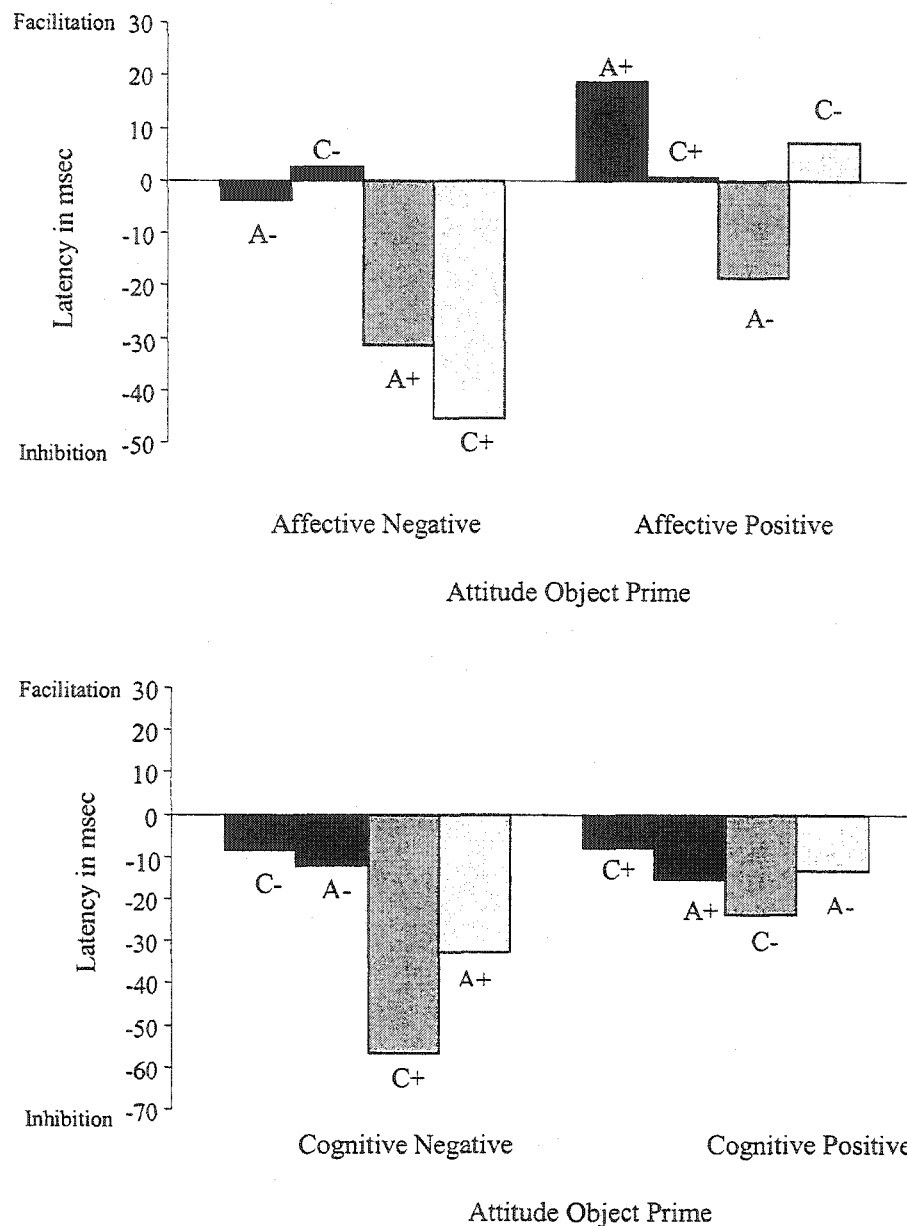 Facilitation 30
20
10
0
-10
-20
-30
-40
-50
Inhibition
Latency in msec
A-
C-
A+
C+
A+
C+
A-
C-
Affective Negative
Affective Positive
Attitude Object Prime
Facilitation 30
20
10
0
-10
-20
-30
-40
-50
-60
-70
Inhibition
Latency in msec
C-
A-
C+
A+
C+
A+
C-
A-
Cognitive Negative
Cognitive Positive
Attitude Object Prime